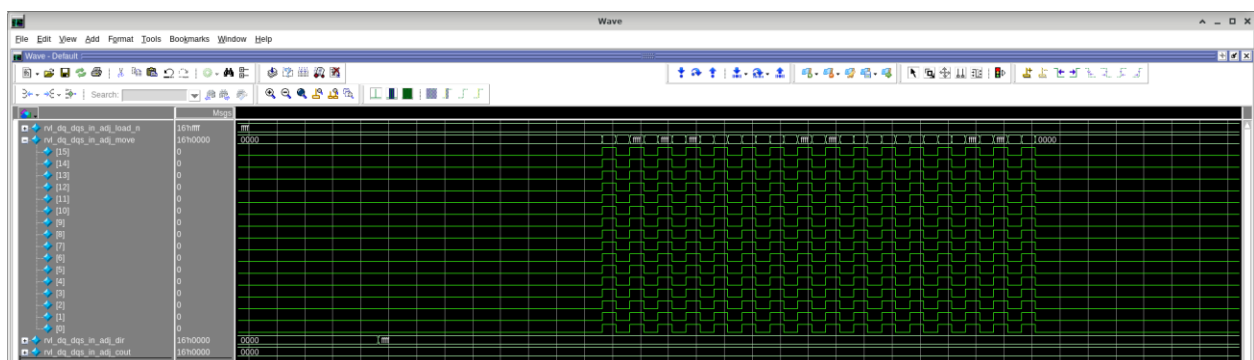 Wave
File Edit View Add Format Tools Bookmarks Window Help
Wave - Default
Search:
Msgs
rvl_dq_dqs_in_adj_load_n 16'hffff ffff
rvl_dq_dqs_in_adj_move 16'h0000 0000 ffff ffff ffff ffff ffff ffff ffff 0000
[15] 0
[14] 0
[13] 0
[12] 0
[11] 0
[10] 0
[9] 0
[8] 0
[7] 0
[6] 0
[5] 0
[4] 0
[3] 0
[2] 0
[1] 0
[0] 0
rvl_dq_dqs_in_adj_dir 16'h0000 0000 ffff
rvl_dq_dqs_in_adj_cout 16'h0000 0000